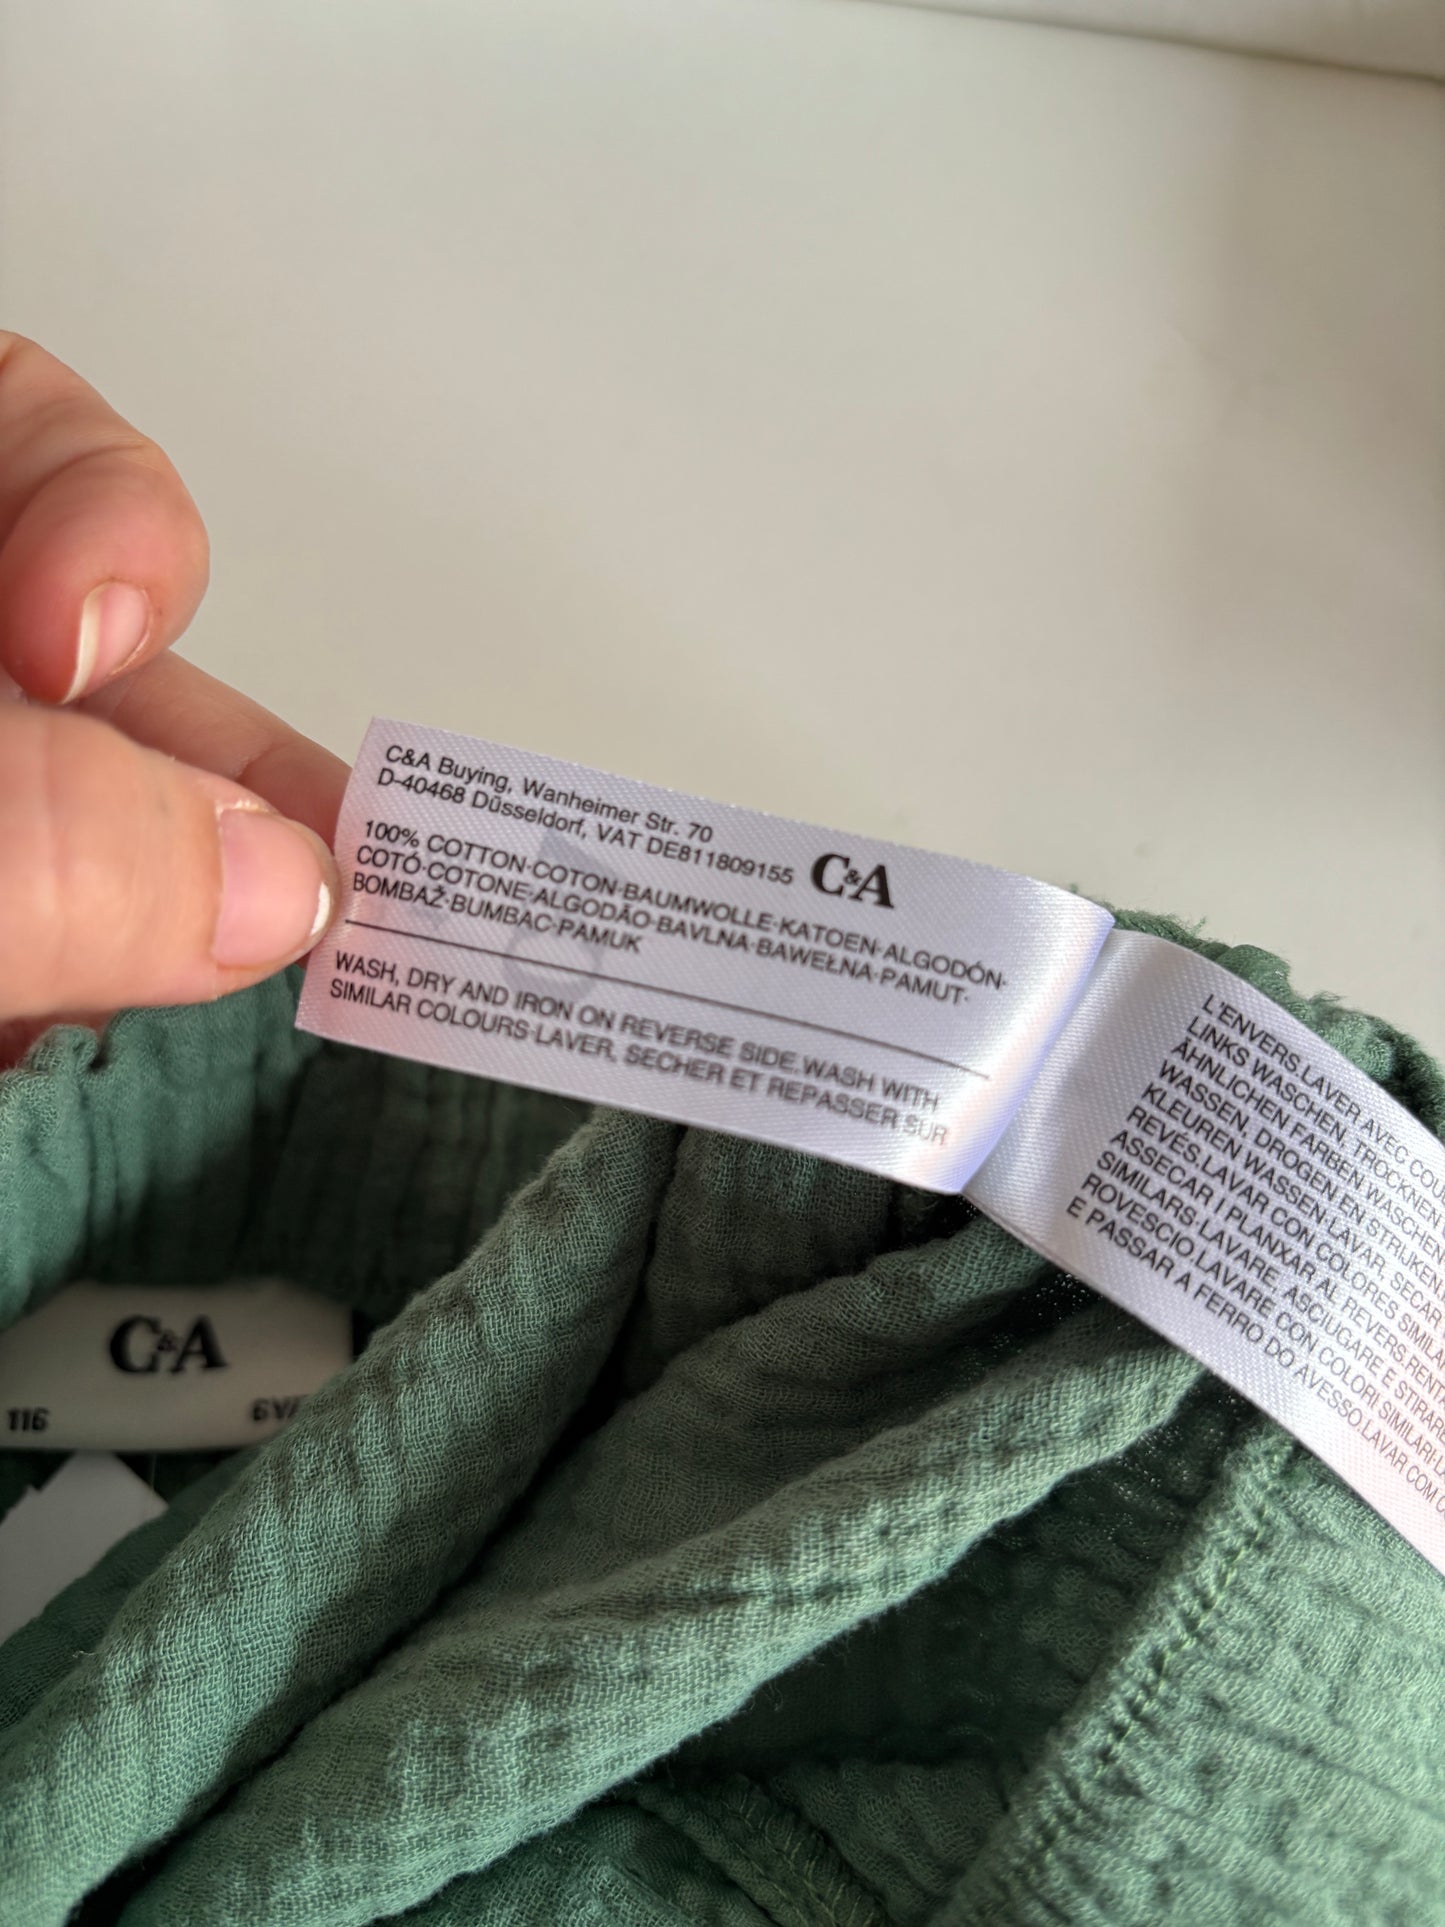 C&A Buying, Wanheimer Str. 70
D-40468 Düsseldorf, VAT DE811809155
C&A
100% COTTON·COTON·BAUMWOLLE·KATOEN·ALGODÓN·
COTÓ·COTONE·ALGODÃO·BAVLNA·BAWEŁNA·PAMUT·
BOMBAŽ·BUMBAC·PAMUK
WASH, DRY AND IRON ON REVERSE SIDE.WASH WITH
SIMILAR COLOURS·LAVER, SECHER ET REPASSER SUR
L'ENVERS.LAVER AVEC
LINKS WASCHEN, TROCKNEN
ÄHNLICHEN FARBEN WASCHEN
WASSEN, DROGEN EN STRIJKEN
KLEUREN WASSEN·LAVAR, SECAR
REVÉS.LAVAR CON COLORES
ASSECAR I PLANXAR AL REVERS.
SIMILARS·LAVARE, ASCIUGARE E
ROVESCIO.LAVARE CON COLORI SIMILARI·
E PASSAR A FERRO DO AVESSO.LAVAR COM
C&A
116